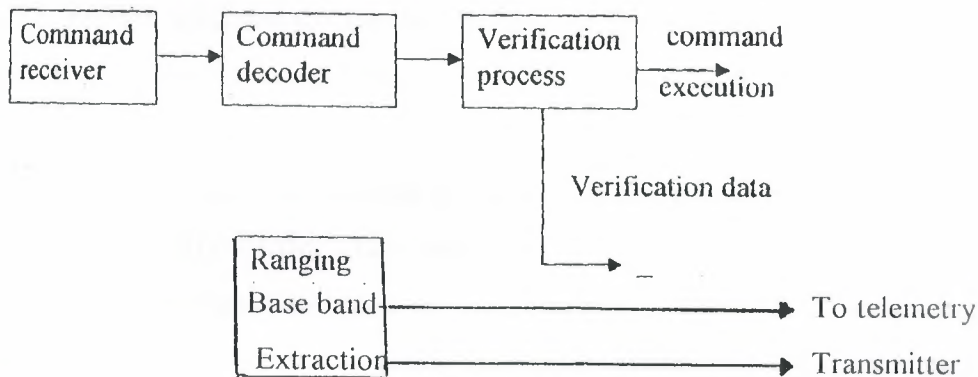 Command
receiver
Command
decoder
Verification
process
command
execution
Verification data
Ranging
Base band
Extraction
To telemetry
Transmitter